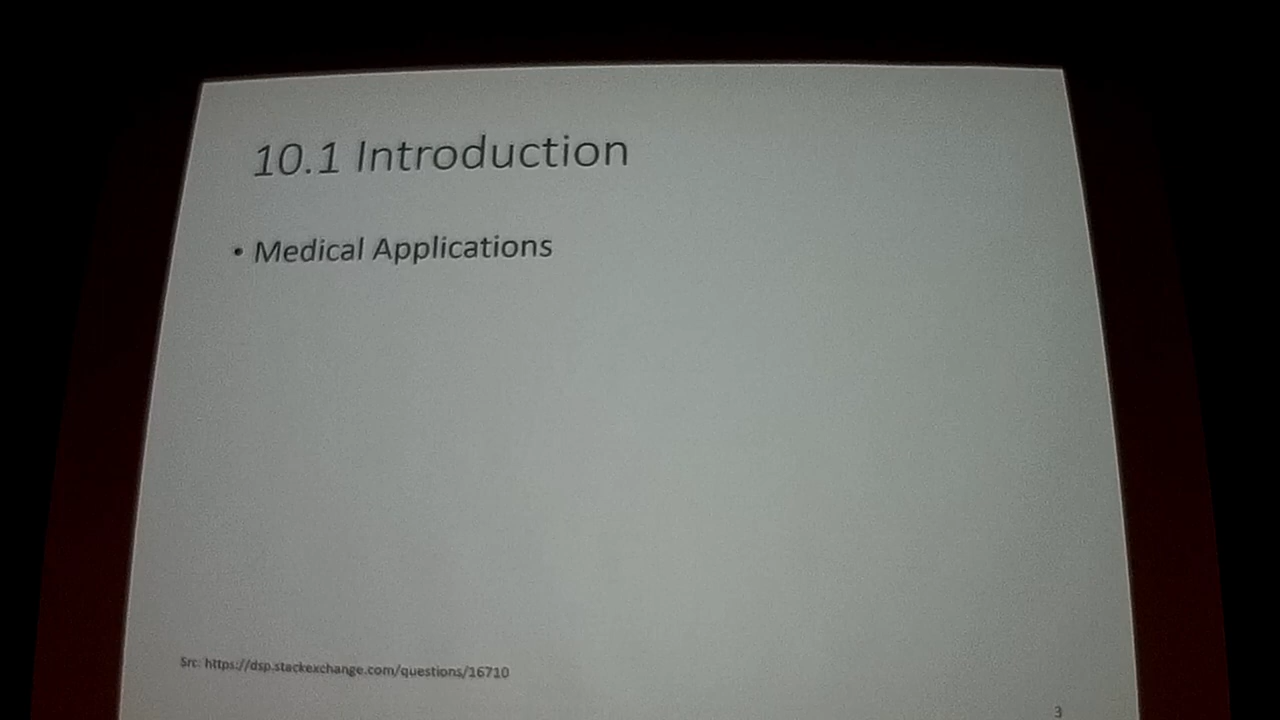 10.1 Introduction
• Medical Applications
Src: https://dsp.stackexchange.com/questions/16710
3